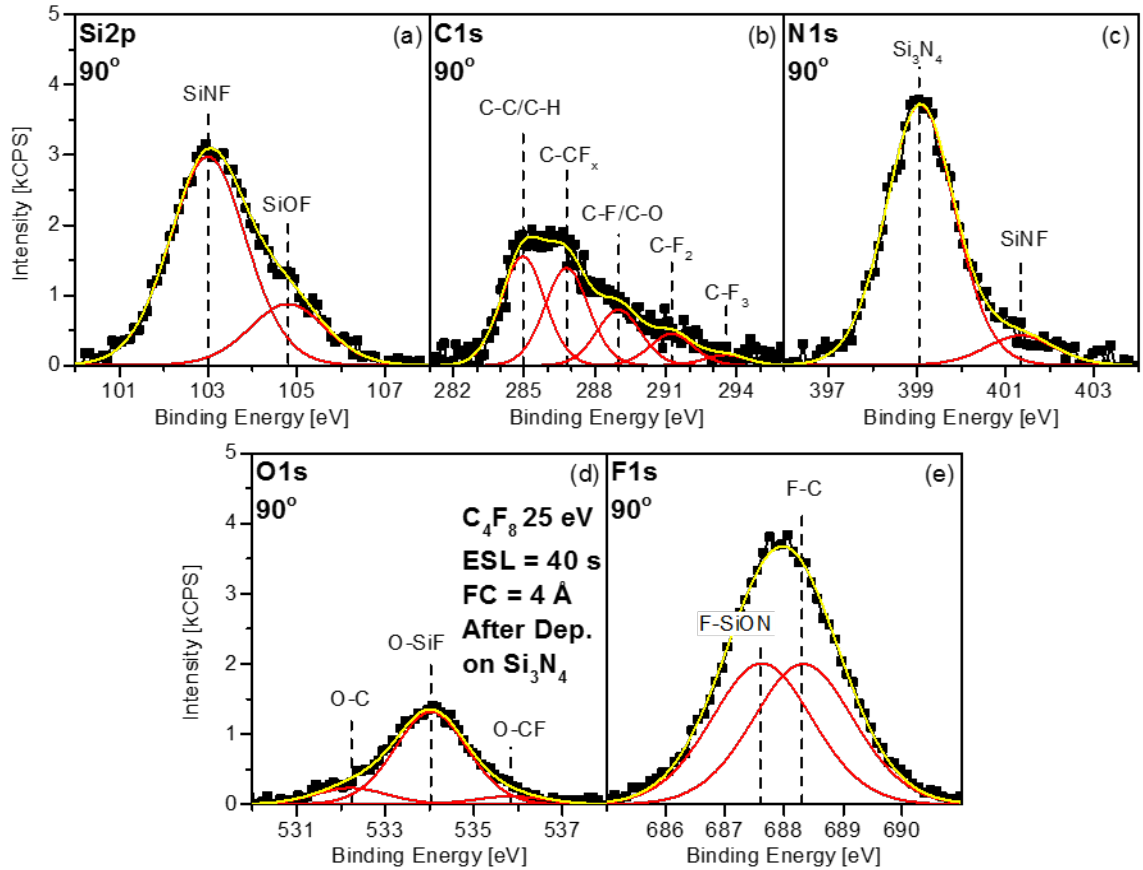 Si2p
90°
(a)
SiNF
SiOF
5
4
3
2
1
0
Intensity [kCPS]
101 103 105 107
Binding Energy [eV]
C1s
90°
(b)
C-C/C-H
C-CFₓ
C-F/C-O
C-F₂
C-F₃
282 285 288 291 294
Binding Energy [eV]
N1s
90°
(c)
Si₃N₄
SiNF
397 399 401 403
Binding Energy [eV]
O1s
90°
(d)
C₄F₈ 25 eV
ESL = 40 s
FC = 4 Å
After Dep.
on Si₃N₄
O-SiF
O-C
O-CF
5
4
3
2
1
0
Intensity [kCPS]
531 533 535 537
Binding Energy [eV]
F1s
90°
(e)
F-C
F-SiON
686 687 688 689 690
Binding Energy [eV]